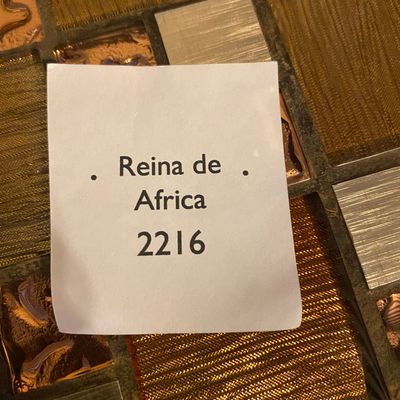 . Reina de .
Africa
2216